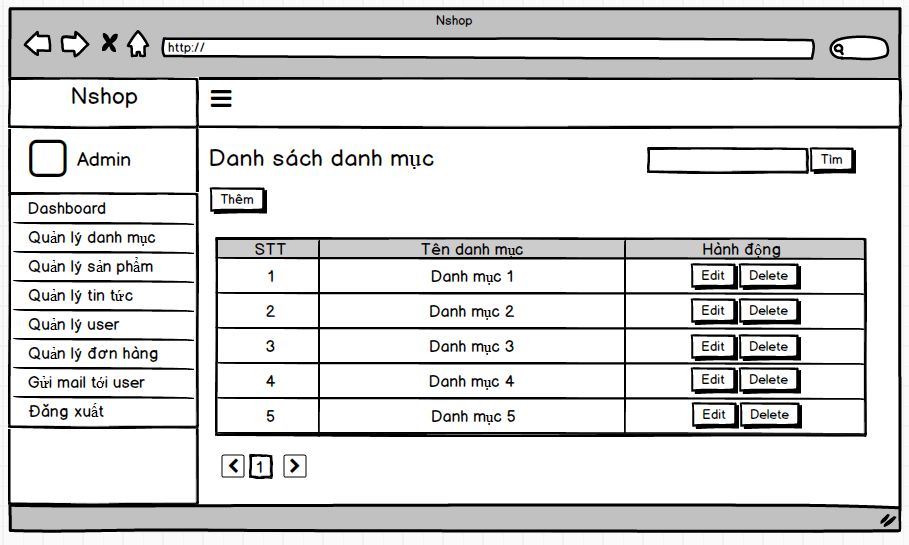 Nshop
http://
Nshop
Admin
Danh sách danh mục
Tìm
Thêm
Dashboard
Quản lý danh mục
Quản lý sản phẩm
Quản lý tin tức
Quản lý user
Quản lý đơn hàng
Gửi mail tới user
Đăng xuất
STT Tên danh mục Hành động
1 Danh mục 1 Edit Delete
2 Danh mục 2 Edit Delete
3 Danh mục 3 Edit Delete
4 Danh mục 4 Edit Delete
5 Danh mục 5 Edit Delete
1